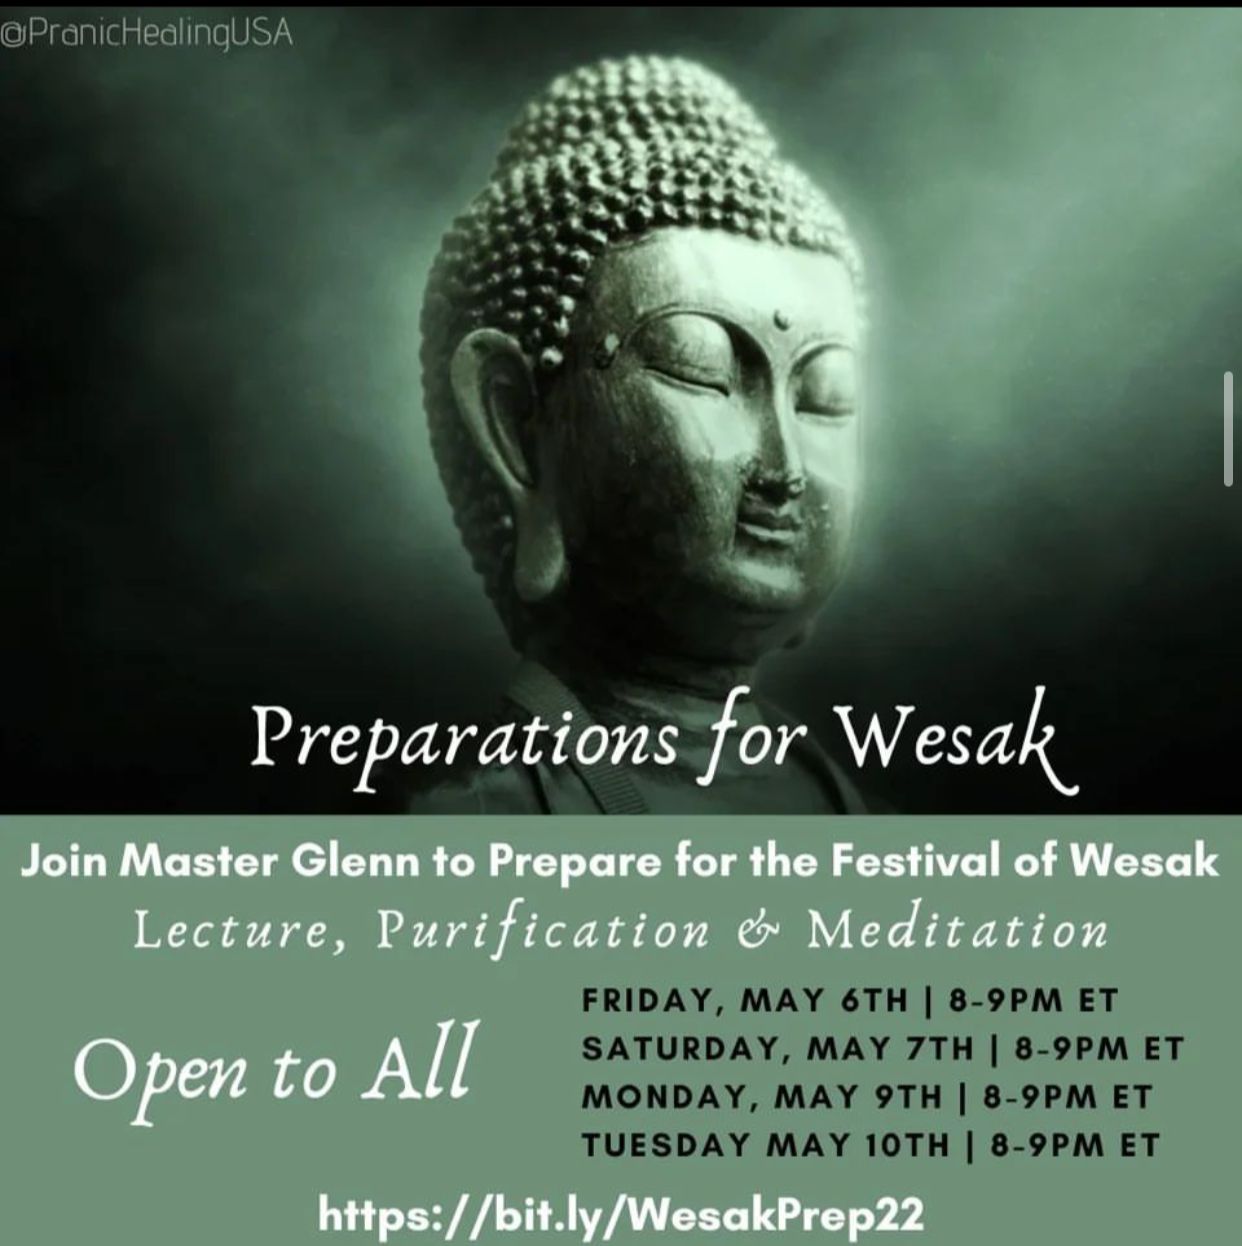 @PranicHealingUSA
Preparations for Wesak
Join Master Glenn to Prepare for the Festival of Wesak
Lecture, Purification & Meditation
Open to All
FRIDAY, MAY 6TH | 8-9PM ET
SATURDAY, MAY 7TH | 8-9PM ET
MONDAY, MAY 9TH | 8-9PM ET
TUESDAY MAY 10TH | 8-9PM ET
https://bit.ly/WesakPrep22